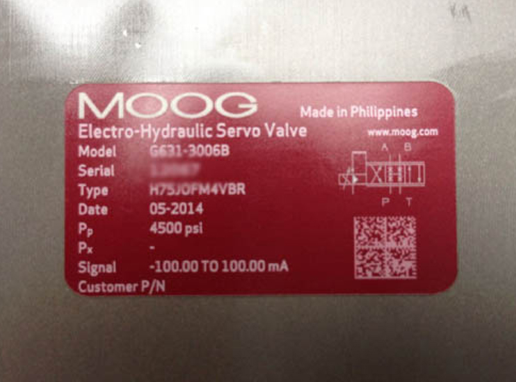 MOOG
Made in Philippines
Electro-Hydraulic Servo Valve
www.moog.com
Model G631-3006B
Serial
Type H75JOFM4VBR
Date 05-2014
Pp 4500 psi
Px -
Signal -100.00 TO 100.00 mA
Customer P/N
A B
P T